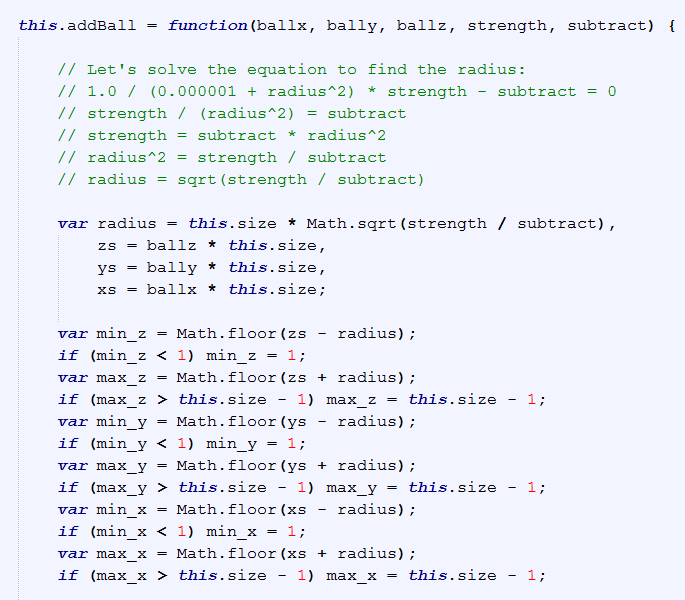 this.addBall = function(ballx, bally, ballz, strength, subtract) {
// Let's solve the equation to find the radius:
// 1.0 / (0.000001 + radius^2) * strength - subtract = 0
// strength / (radius^2) = subtract
// strength = subtract * radius^2
// radius^2 = strength / subtract
// radius = sqrt(strength / subtract)
var radius = this.size * Math.sqrt(strength / subtract),
zs = ballz * this.size,
ys = bally * this.size,
xs = ballx * this.size;
var min_z = Math.floor(zs - radius);
if (min_z < 1) min_z = 1;
var max_z = Math.floor(zs + radius);
if (max_z > this.size - 1) max_z = this.size - 1;
var min_y = Math.floor(ys - radius);
if (min_y < 1) min_y = 1;
var max_y = Math.floor(ys + radius);
if (max_y > this.size - 1) max_y = this.size - 1;
var min_x = Math.floor(xs - radius);
if (min_x < 1) min_x = 1;
var max_x = Math.floor(xs + radius);
if (max_x > this.size - 1) max_x = this.size - 1;